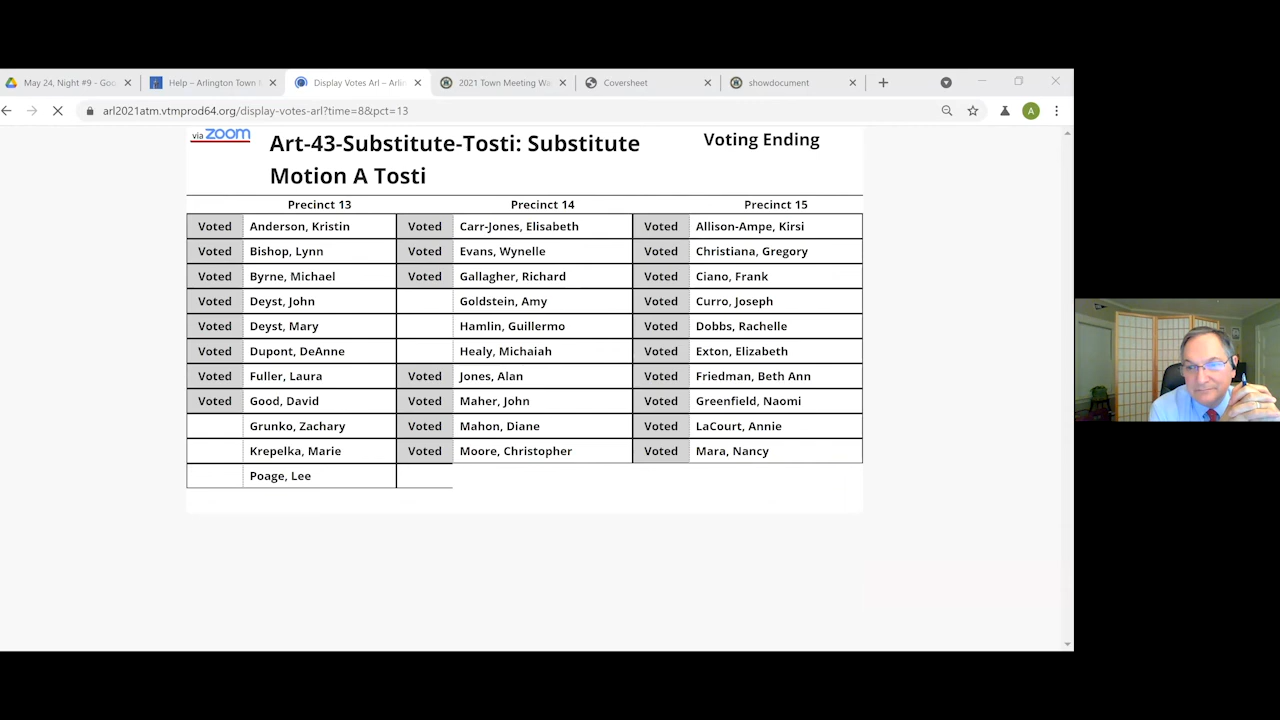 May 24, Night #9 - Goo
Help – Arlington Town
Display Votes Arl – Arlin
2021 Town Meeting Wa
Coversheet
showdocument
arl2021atm.vtmprod64.org/display-votes-arl?time=8&pct=13
A
via zoom
Art-43-Substitute-Tosti: Substitute
Motion A Tosti
Voting Ending
Precinct 13 Precinct 14 Precinct 15
Voted Anderson, Kristin Voted Carr-Jones, Elisabeth Voted Allison-Ampe, Kirsi
Voted Bishop, Lynn Voted Evans, Wynelle Voted Christiana, Gregory
Voted Byrne, Michael Voted Gallagher, Richard Voted Ciano, Frank
Voted Deyst, John Goldstein, Amy Voted Curro, Joseph
Voted Deyst, Mary Hamlin, Guillermo Voted Dobbs, Rachelle
Voted Dupont, DeAnne Healy, Michaiah Voted Exton, Elizabeth
Voted Fuller, Laura Voted Jones, Alan Voted Friedman, Beth Ann
Voted Good, David Voted Maher, John Voted Greenfield, Naomi
Grunko, Zachary Voted Mahon, Diane Voted LaCourt, Annie
Krepelka, Marie Voted Moore, Christopher Voted Mara, Nancy
Poage, Lee